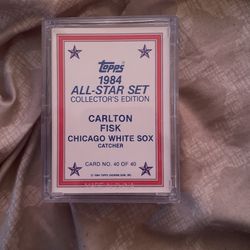 Topps
1984
ALL-STAR SET
COLLECTOR'S EDITION
CARLTON
FISK
CHICAGO WHITE SOX
CATCHER
CARD NO. 40 OF 40